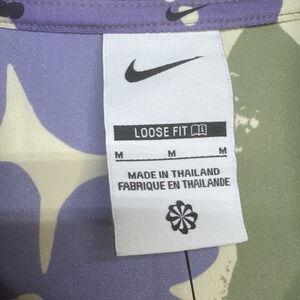 LOOSE FIT
M M M
MADE IN THAILAND
FABRIQUE EN THAILANDE